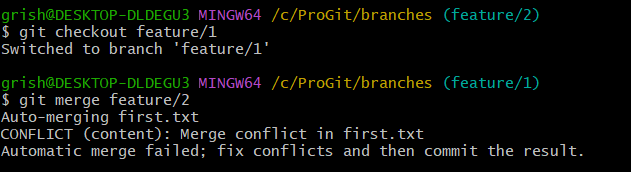 grish@DESKTOP-DLDEGU3 MINGW64 /c/ProGit/branches (feature/2)
$ git checkout feature/1
Switched to branch 'feature/1'
grish@DESKTOP-DLDEGU3 MINGW64 /c/ProGit/branches (feature/1)
$ git merge feature/2
Auto-merging first.txt
CONFLICT (content): Merge conflict in first.txt
Automatic merge failed; fix conflicts and then commit the result.